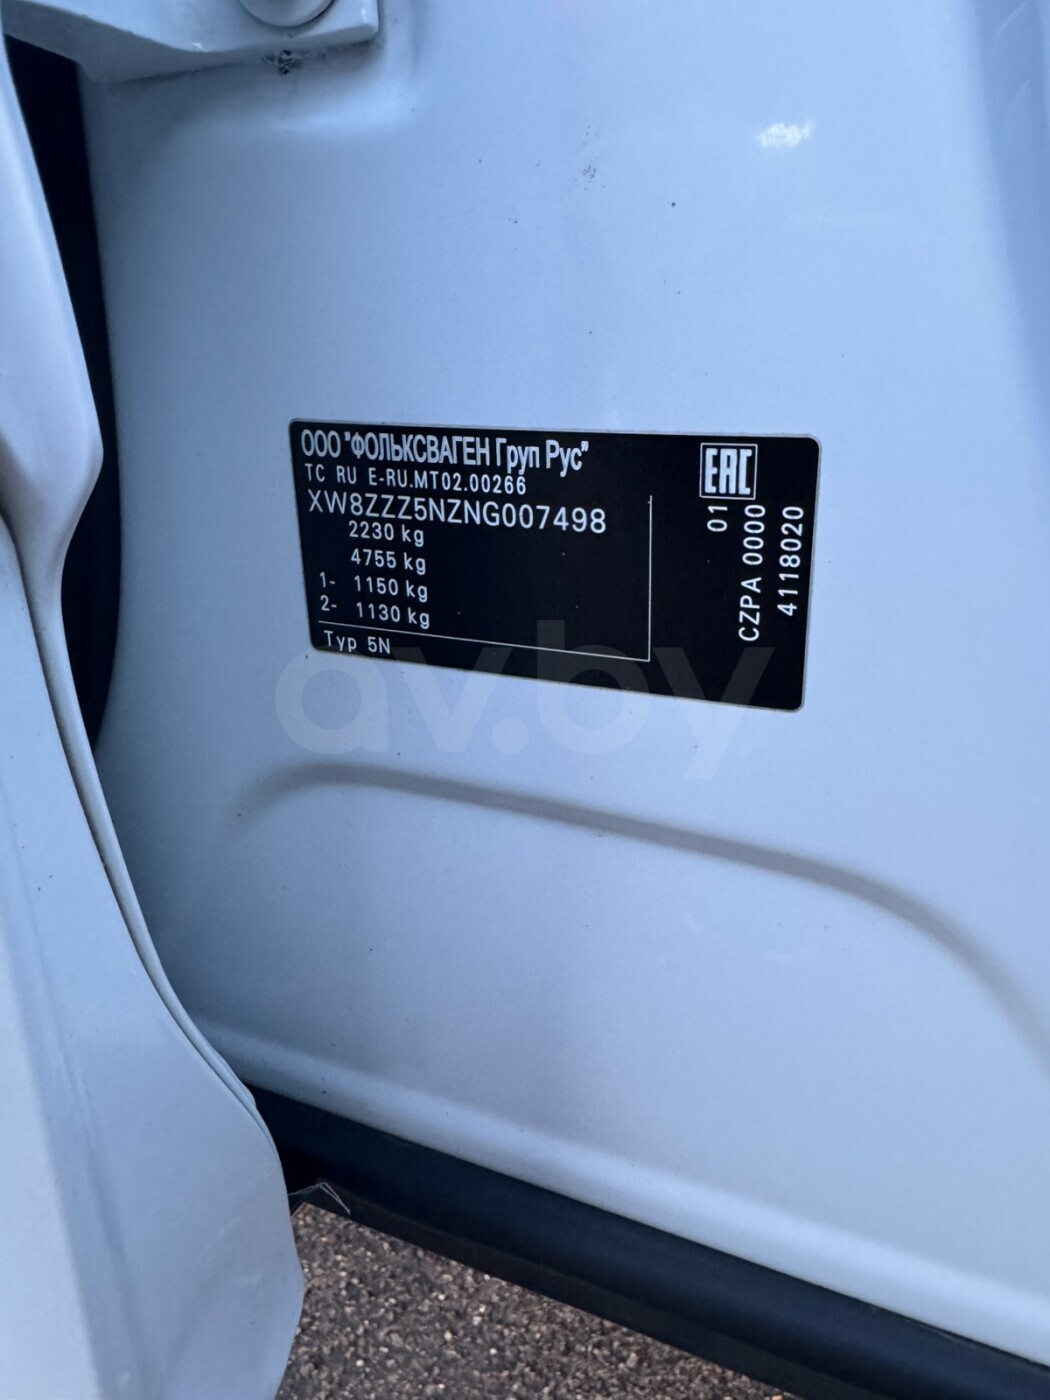 ООО "ФОЛЬКСВАГЕН Груп Рус"
TC RU E-RU.MT02.00266
XW8ZZZ5NZNG007498
2230 kg
4755 kg
1- 1150 kg
2- 1130 kg
Typ 5N
EAC
01
CZPA 0000
4118020
av.by